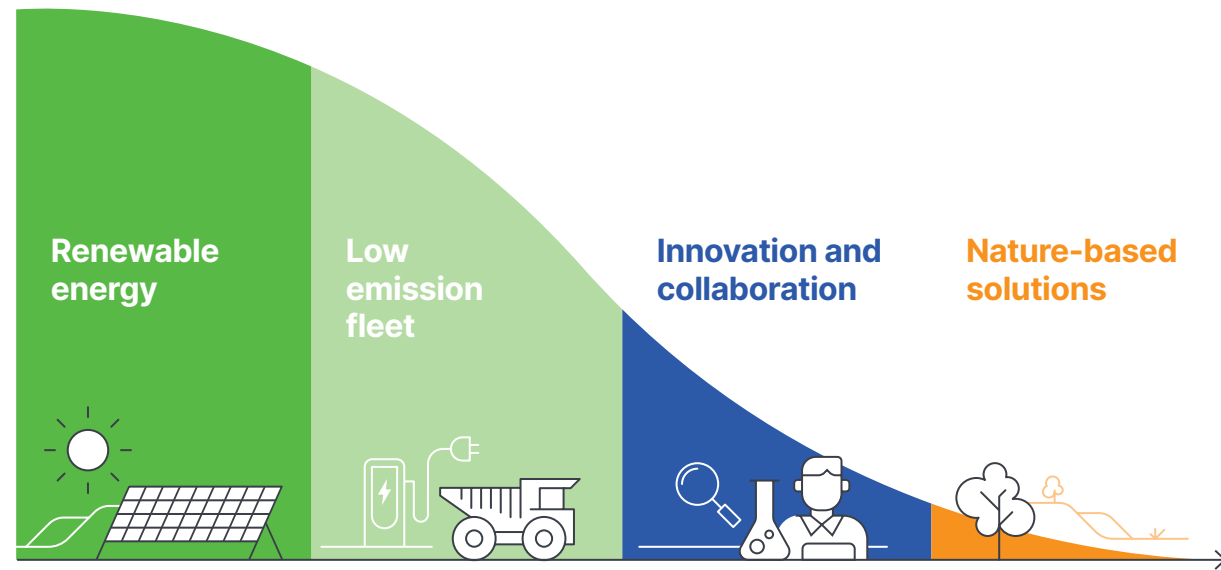 Renewable
energy
Low
emission
fleet
Innovation and
collaboration
Nature-based
solutions